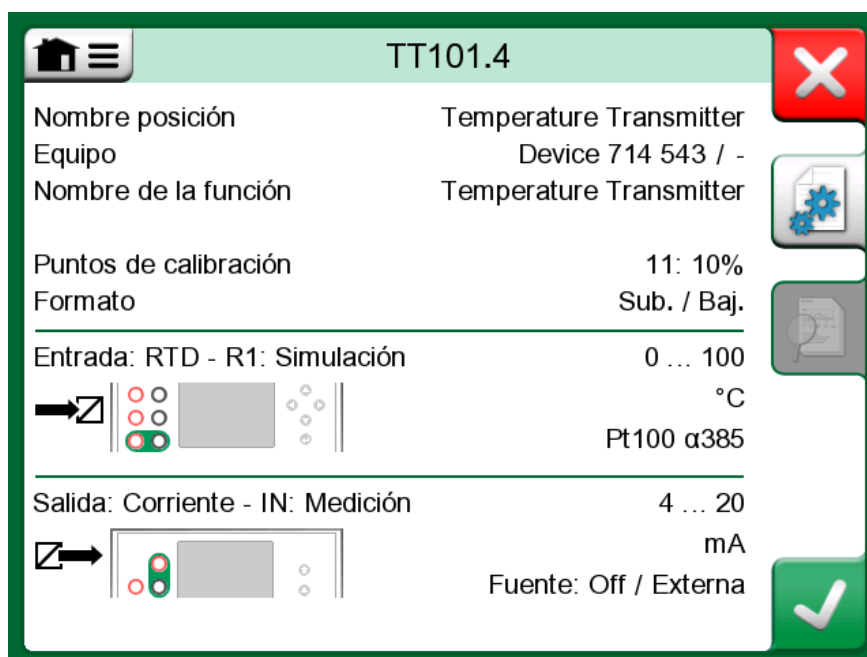 TT101.4
Nombre posición Temperature Transmitter
Equipo Device 714 543 / -
Nombre de la función Temperature Transmitter
Puntos de calibración 11: 10%
Formato Sub. / Baj.
Entrada: RTD - R1: Simulación 0 ... 100
°C
Pt100 α385
Salida: Corriente - IN: Medición 4 ... 20
mA
Fuente: Off / Externa